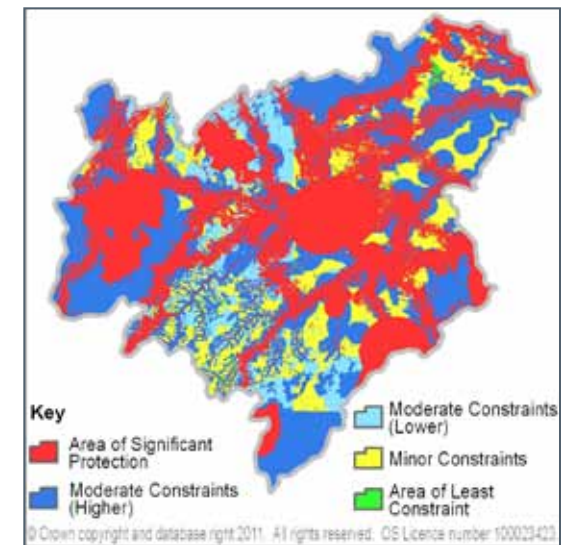 Key
Area of Significant
Protection
Moderate Constraints
(Higher)
Moderate Constraints
(Lower)
Minor Constraints
Area of Least
Constraint
© Crown copyright and database right 2011. All rights reserved. OS Licence number 100023423.